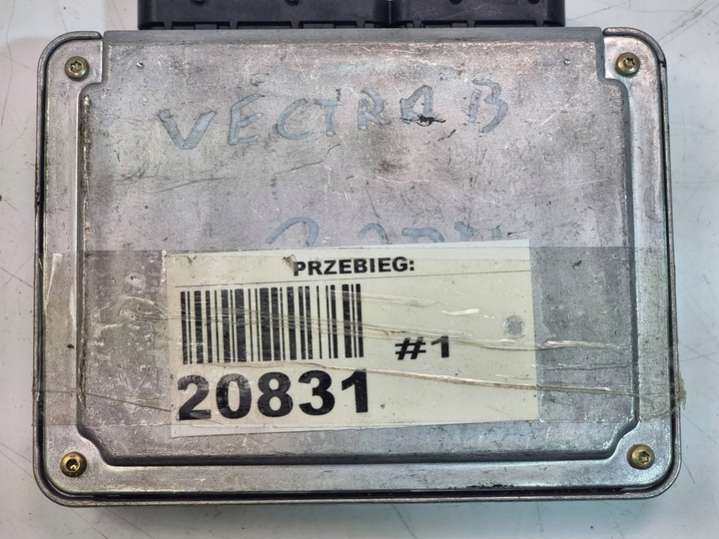 VECTRA B
PRZEBIEG:
#1
20831